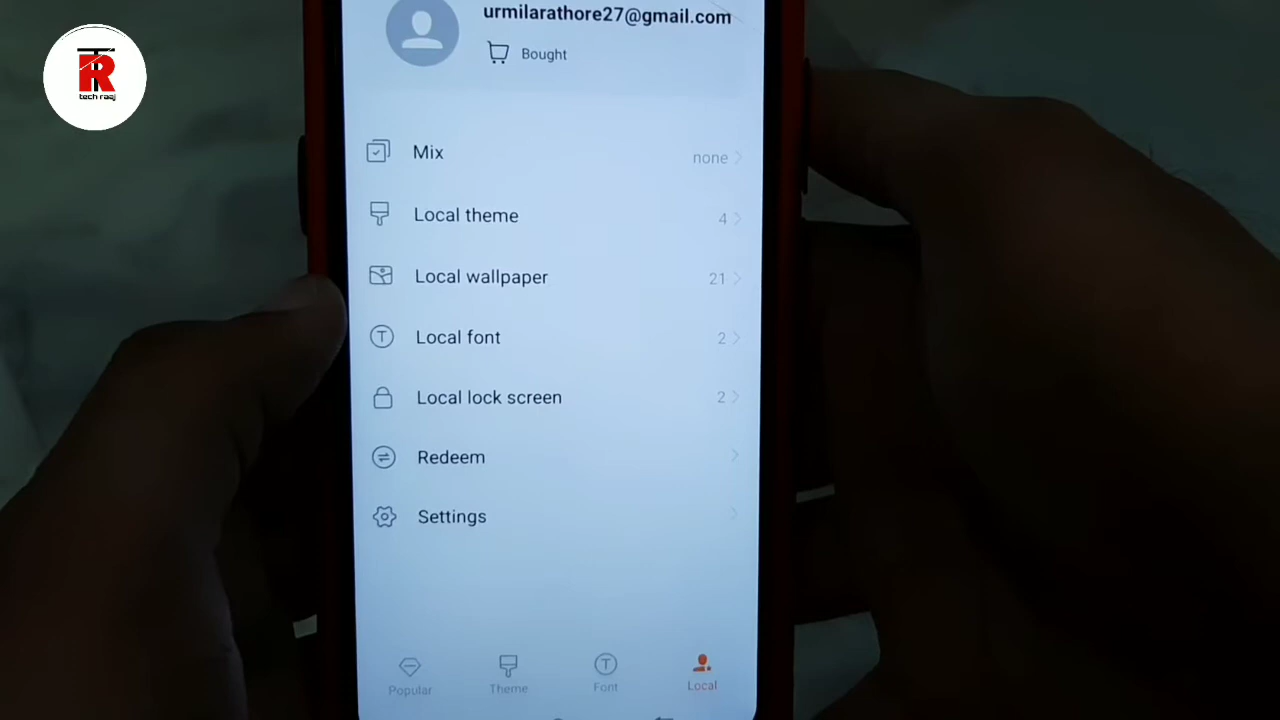 TR
tech raaj
urmilarathore27@gmail.com
Bought
Mix none
Local theme 4
Local wallpaper 21
Local font 2
Local lock screen 2
Redeem
Settings
Popular Theme Font Local